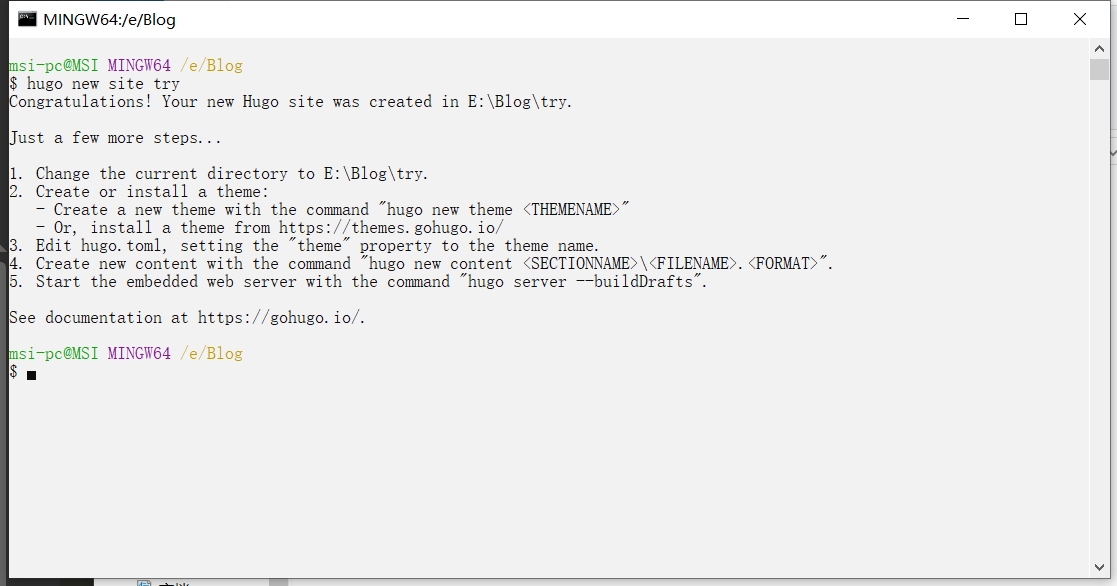 MINGW64:/e/Blog
msi-pc@MSI MINGW64 /e/Blog
$ hugo new site try
Congratulations! Your new Hugo site was created in E:\Blog\try.
Just a few more steps...
1. Change the current directory to E:\Blog\try.
2. Create or install a theme:
- Create a new theme with the command "hugo new theme <THEMENAME>"
- Or, install a theme from https://themes.gohugo.io/
3. Edit hugo.toml, setting the "theme" property to the theme name.
4. Create new content with the command "hugo new content <SECTIONNAME>\<FILENAME>.<FORMAT>".
5. Start the embedded web server with the command "hugo server --buildDrafts".
See documentation at https://gohugo.io/.
msi-pc@MSI MINGW64 /e/Blog
$